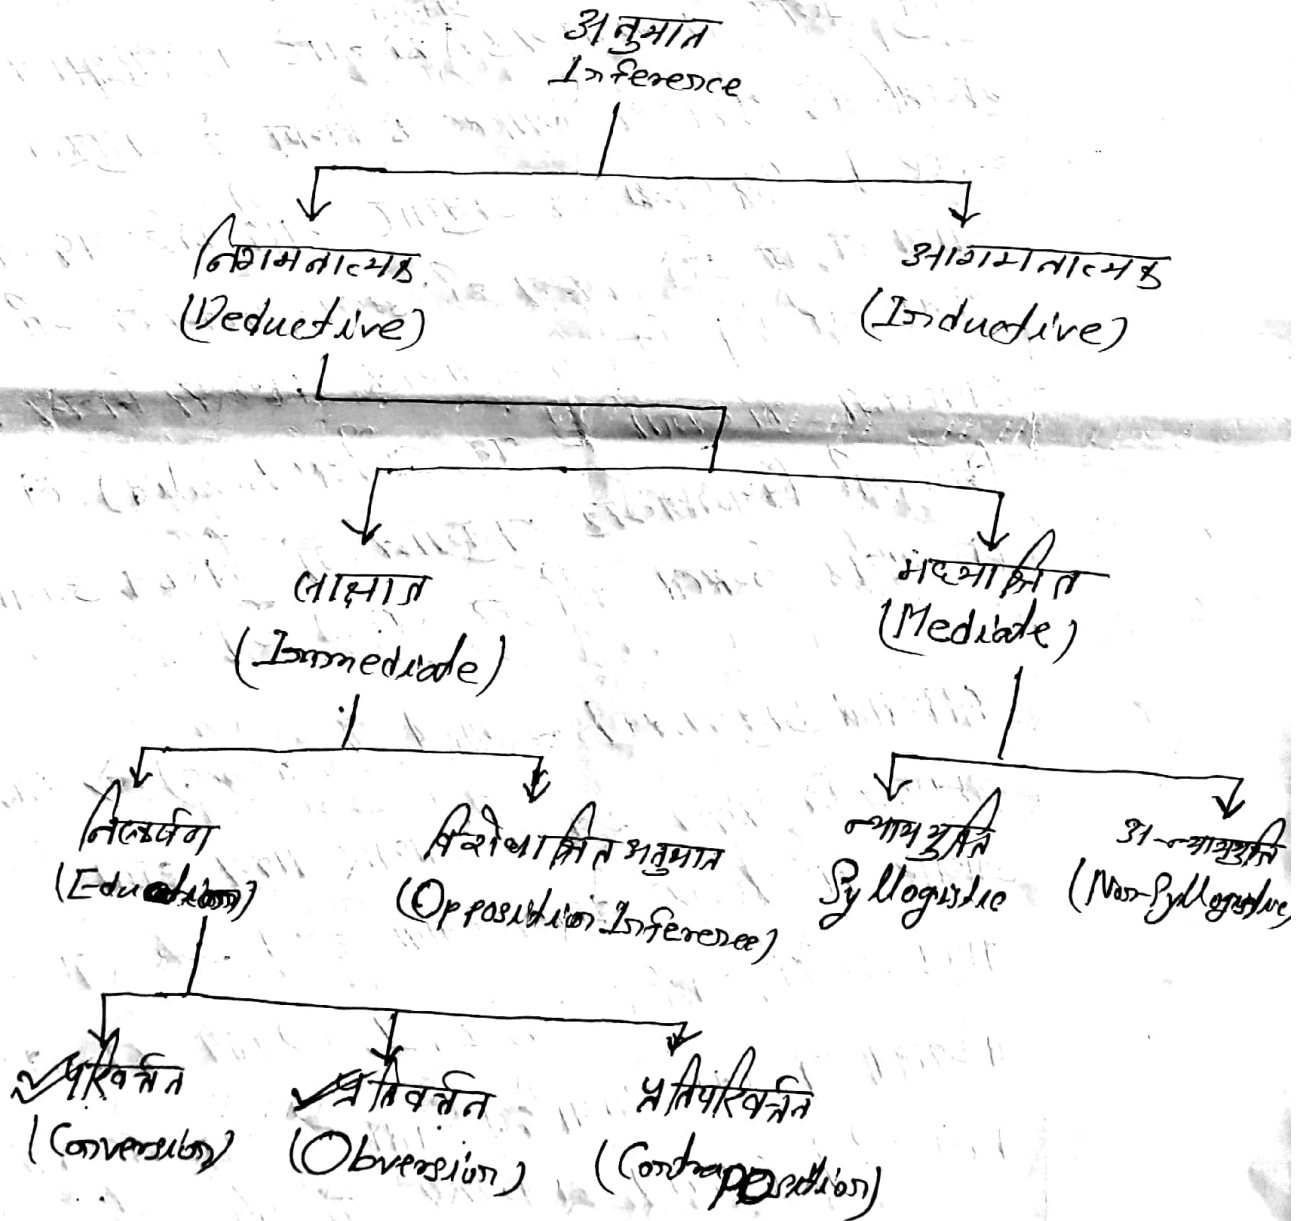 अनुमान
Inference
निगमनात्मक
(Deductive)
आगमनात्मक
(Inductive)
साक्षात
(Immediate)
मध्याश्रित
(Mediate)
निष्कर्षण
(Eduction)
विरोधाश्रित अनुमान
(Opposition Inference)
न्याययुक्ति
Syllogistic
अ-न्याययुक्ति
(Non-Syllogistic)
परिवर्त्तन
(Conversion)
प्रतिवर्त्तन
(Obversion)
प्रतिपरिवर्त्तन
(Contraposition)